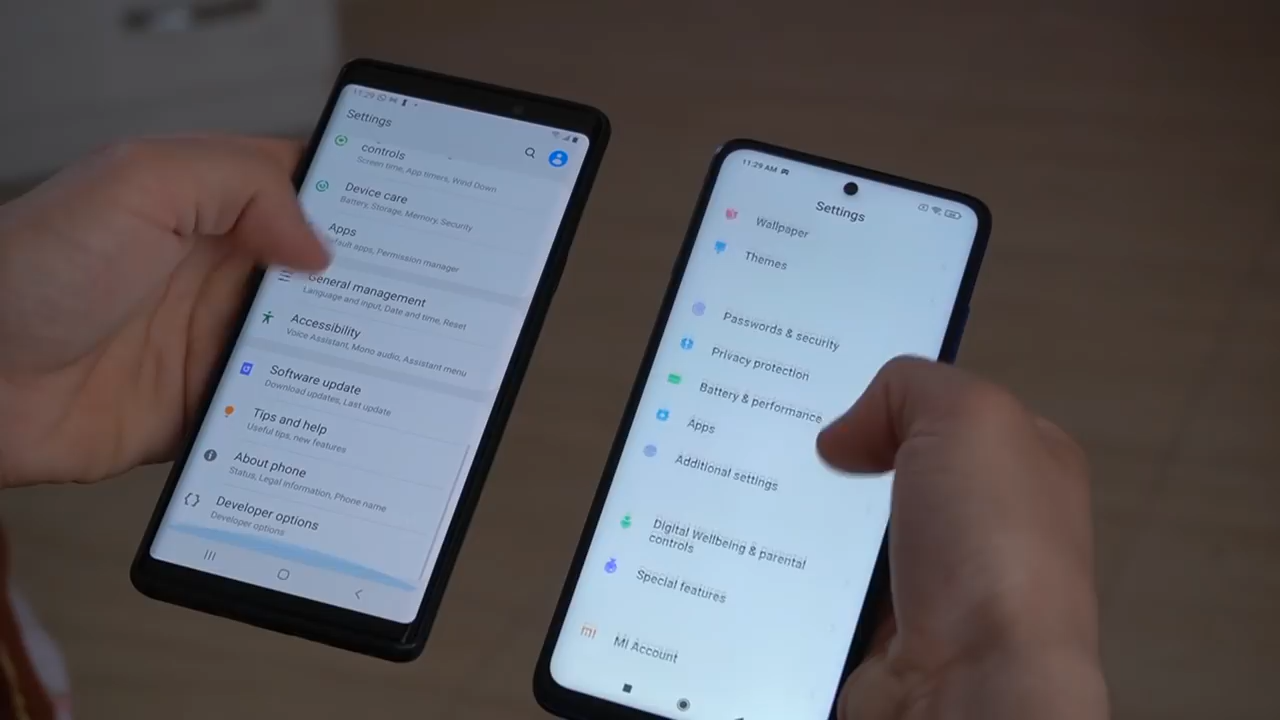 11:29
Settings
controls
Screen time, App timers, Wind Down
Device care
Battery, Storage, Memory, Security
Apps
apps, Permission manager
General management
Language and input, Date and time, Reset
Accessibility
Voice Assistant, Mono audio, Assistant menu
Software update
Download updates, Last update
Tips and help
Useful tips, new features
About phone
Status, Legal information, Phone name
Developer options
Developer options
11:29 AM
Settings
Wallpaper
Themes
Passwords & security
Privacy protection
Battery & performance
Apps
Additional settings
Digital Wellbeing & parental
controls
Special features
Mi Account